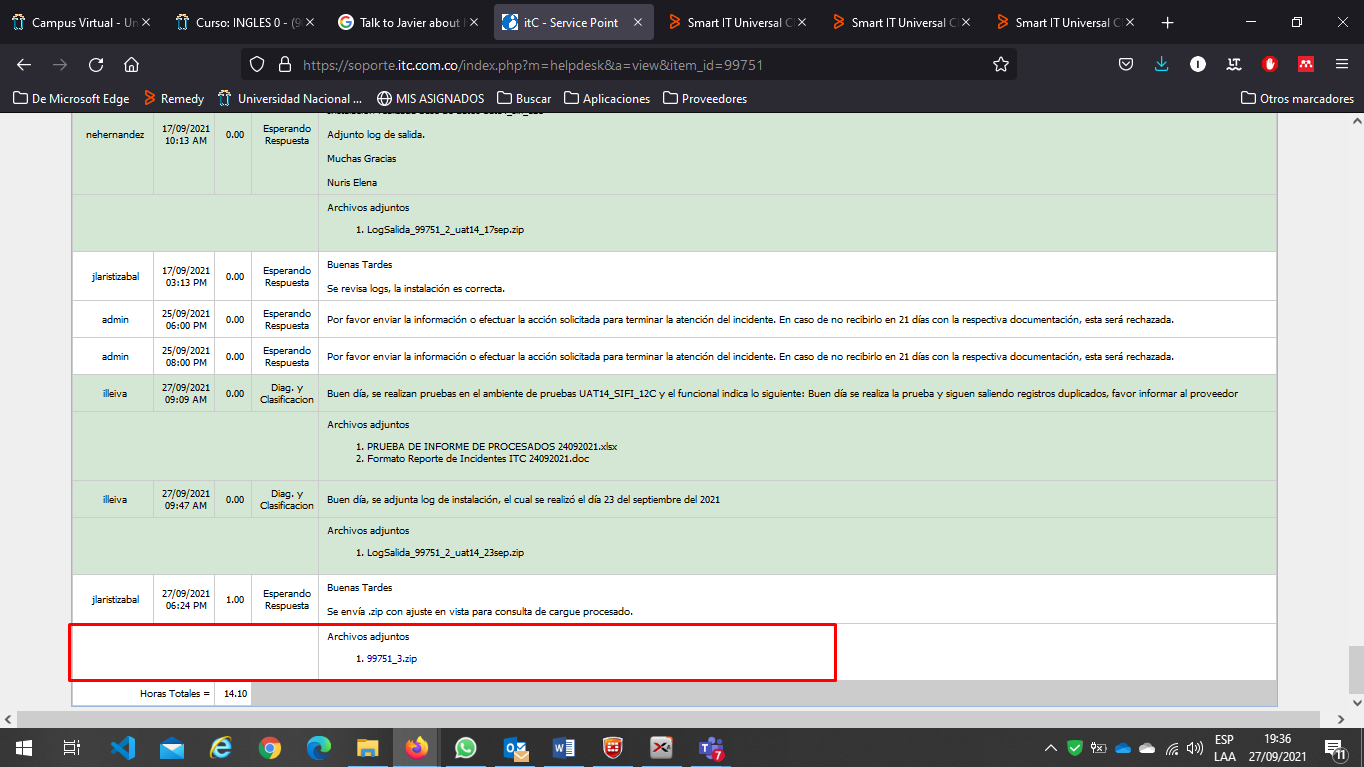 Campus Virtual - Un
Curso: INGLES 0 - (9
Talk to Javier about
itC - Service Point
Smart IT Universal Cl
Smart IT Universal Cl
Smart IT Universal Cl
https://soporte.itc.com.co/index.php?m=helpdesk&a=view&item_id=99751
De Microsoft Edge
Remedy
Universidad Nacional ...
MIS ASIGNADOS
Buscar
Aplicaciones
Proveedores
Otros marcadores
nehernandez
17/09/2021
10:13 AM
0.00
Esperando
Respuesta
Adjunto log de salida.
Muchas Gracias
Nuris Elena
Archivos adjuntos
1. LogSalida_99751_2_uat14_17sep.zip
jlaristizabal
17/09/2021
03:13 PM
0.00
Esperando
Respuesta
Buenas Tardes
Se revisa logs, la instalación es correcta.
admin
25/09/2021
06:00 PM
0.00
Esperando
Respuesta
Por favor enviar la información o efectuar la acción solicitada para terminar la atención del incidente. En caso de no recibirlo en 21 días con la respectiva documentación, esta será rechazada.
admin
25/09/2021
08:00 PM
0.00
Esperando
Respuesta
Por favor enviar la información o efectuar la acción solicitada para terminar la atención del incidente. En caso de no recibirlo en 21 días con la respectiva documentación, esta será rechazada.
illeiva
27/09/2021
09:09 AM
0.00
Diag. y
Clasificacion
Buen día, se realizan pruebas en el ambiente de pruebas UAT14_SIFI_12C y el funcional indica lo siguiente: Buen día se realiza la prueba y siguen saliendo registros duplicados, favor informar al proveedor
Archivos adjuntos
1. PRUEBA DE INFORME DE PROCESADOS 24092021.xlsx
2. Formato Reporte de Incidentes ITC 24092021.doc
illeiva
27/09/2021
09:47 AM
0.00
Diag. y
Clasificacion
Buen día, se adjunta log de instalación, el cual se realizó el día 23 del septiembre del 2021
Archivos adjuntos
1. LogSalida_99751_2_uat14_23sep.zip
jlaristizabal
27/09/2021
06:24 PM
1.00
Esperando
Respuesta
Buenas Tardes
Se envía .zip con ajuste en vista para consulta de cargue procesado.
Archivos adjuntos
1. 99751_3.zip
Horas Totales =
14.10
ESP
LAA
19:36
27/09/2021
11
7